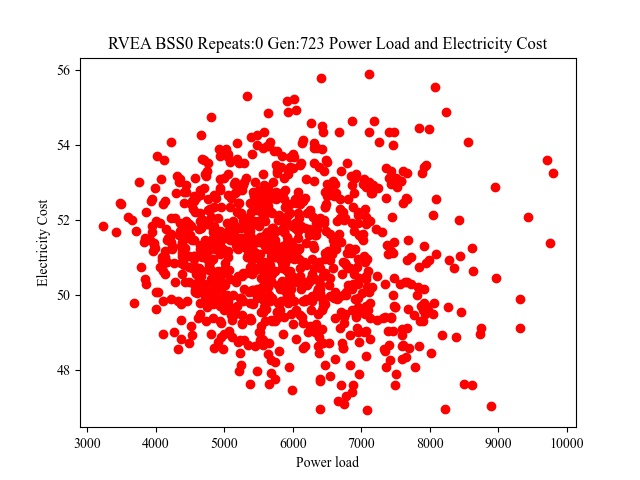 RVEA BSS0 Repeats:0 Gen:723 Power Load and Electricity Cost
56
54
52
50
48
Electricity Cost
3000 4000 5000 6000 7000 8000 9000 10000
Power load